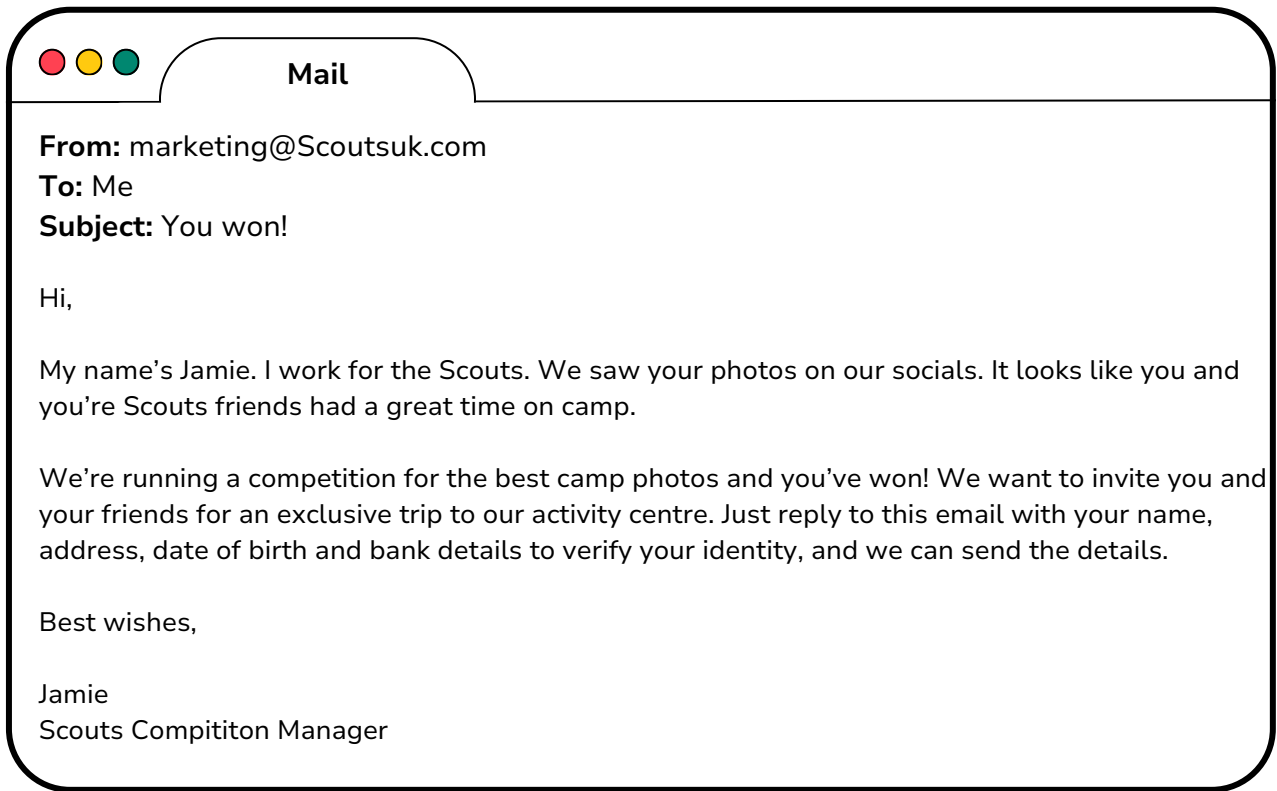 Mail
From: marketing@Scoutsuk.com
To: Me
Subject: You won!
Hi,
My name’s Jamie. I work for the Scouts. We saw your photos on our socials. It looks like you and
you’re Scouts friends had a great time on camp.
We’re running a competition for the best camp photos and you’ve won! We want to invite you and
your friends for an exclusive trip to our activity centre. Just reply to this email with your name,
address, date of birth and bank details to verify your identity, and we can send the details.
Best wishes,
Jamie
Scouts Compititon Manager